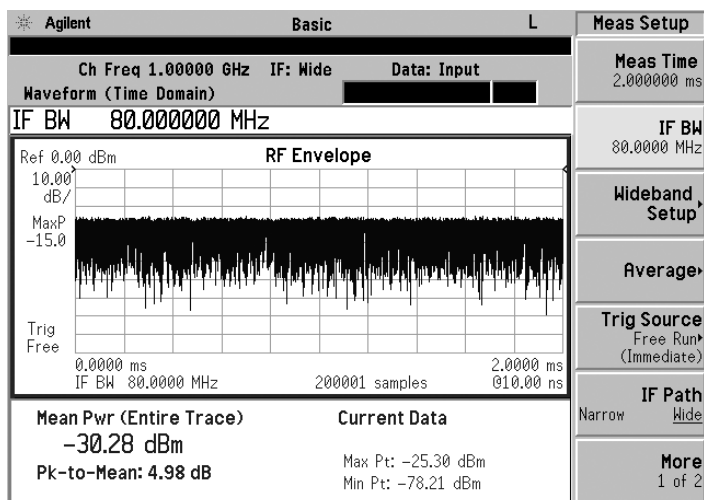 Agilent Basic L Meas Setup
Ch Freq 1.00000 GHz IF: Wide Data: Input
Waveform (Time Domain)
IF BW 80.000000 MHz
Ref 0.00 dBm RF Envelope
10.00
dB/
MaxP
-15.0
Trig
Free
0.0000 ms 2.0000 ms
IF BW 80.0000 MHz 200001 samples @10.00 ns
Mean Pwr (Entire Trace) Current Data
-30.28 dBm
Pk-to-Mean: 4.98 dB
Max Pt: -25.30 dBm
Min Pt: -78.21 dBm
Meas Time
2.000000 ms
IF BW
80.0000 MHz
Wideband
Setup
Average
Trig Source
Free Run
(Immediate)
IF Path
Narrow Wide
More
1 of 2